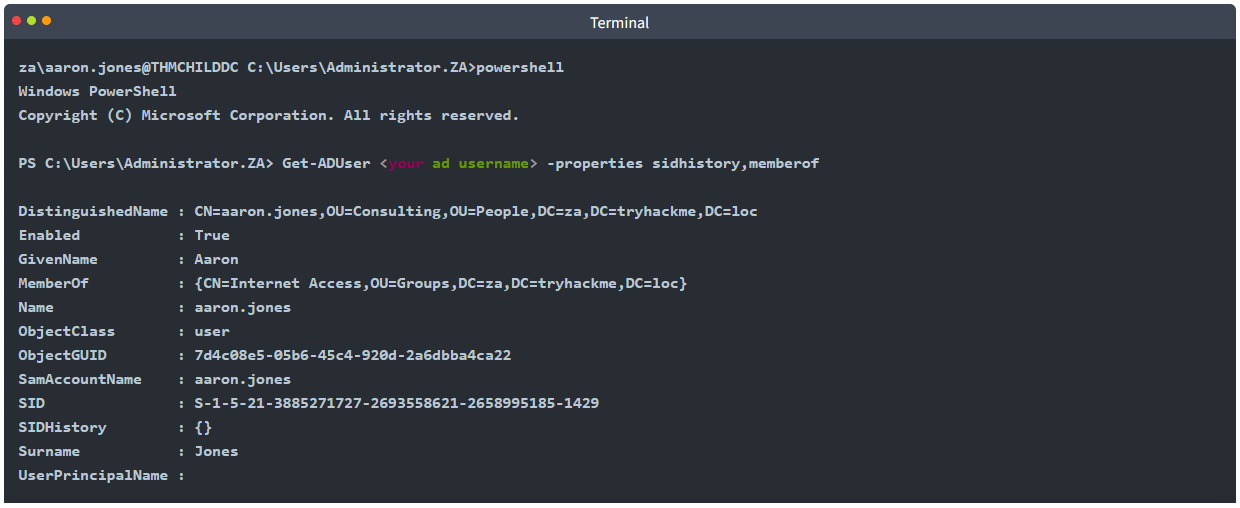 Terminal
za\aaron.jones@THMCHILDDC C:\Users\Administrator.ZA>powershell
Windows PowerShell
Copyright (C) Microsoft Corporation. All rights reserved.
PS C:\Users\Administrator.ZA> Get-ADUser <your ad username> -properties sidhistory,memberof
DistinguishedName : CN=aaron.jones,OU=Consulting,OU=People,DC=za,DC=tryhackme,DC=loc
Enabled           : True
GivenName         : Aaron
MemberOf          : {CN=Internet Access,OU=Groups,DC=za,DC=tryhackme,DC=loc}
Name              : aaron.jones
ObjectClass       : user
ObjectGUID        : 7d4c08e5-05b6-45c4-920d-2a6dbba4ca22
SamAccountName    : aaron.jones
SID               : S-1-5-21-3885271727-2693558621-2658995185-1429
SIDHistory        : {}
Surname           : Jones
UserPrincipalName :